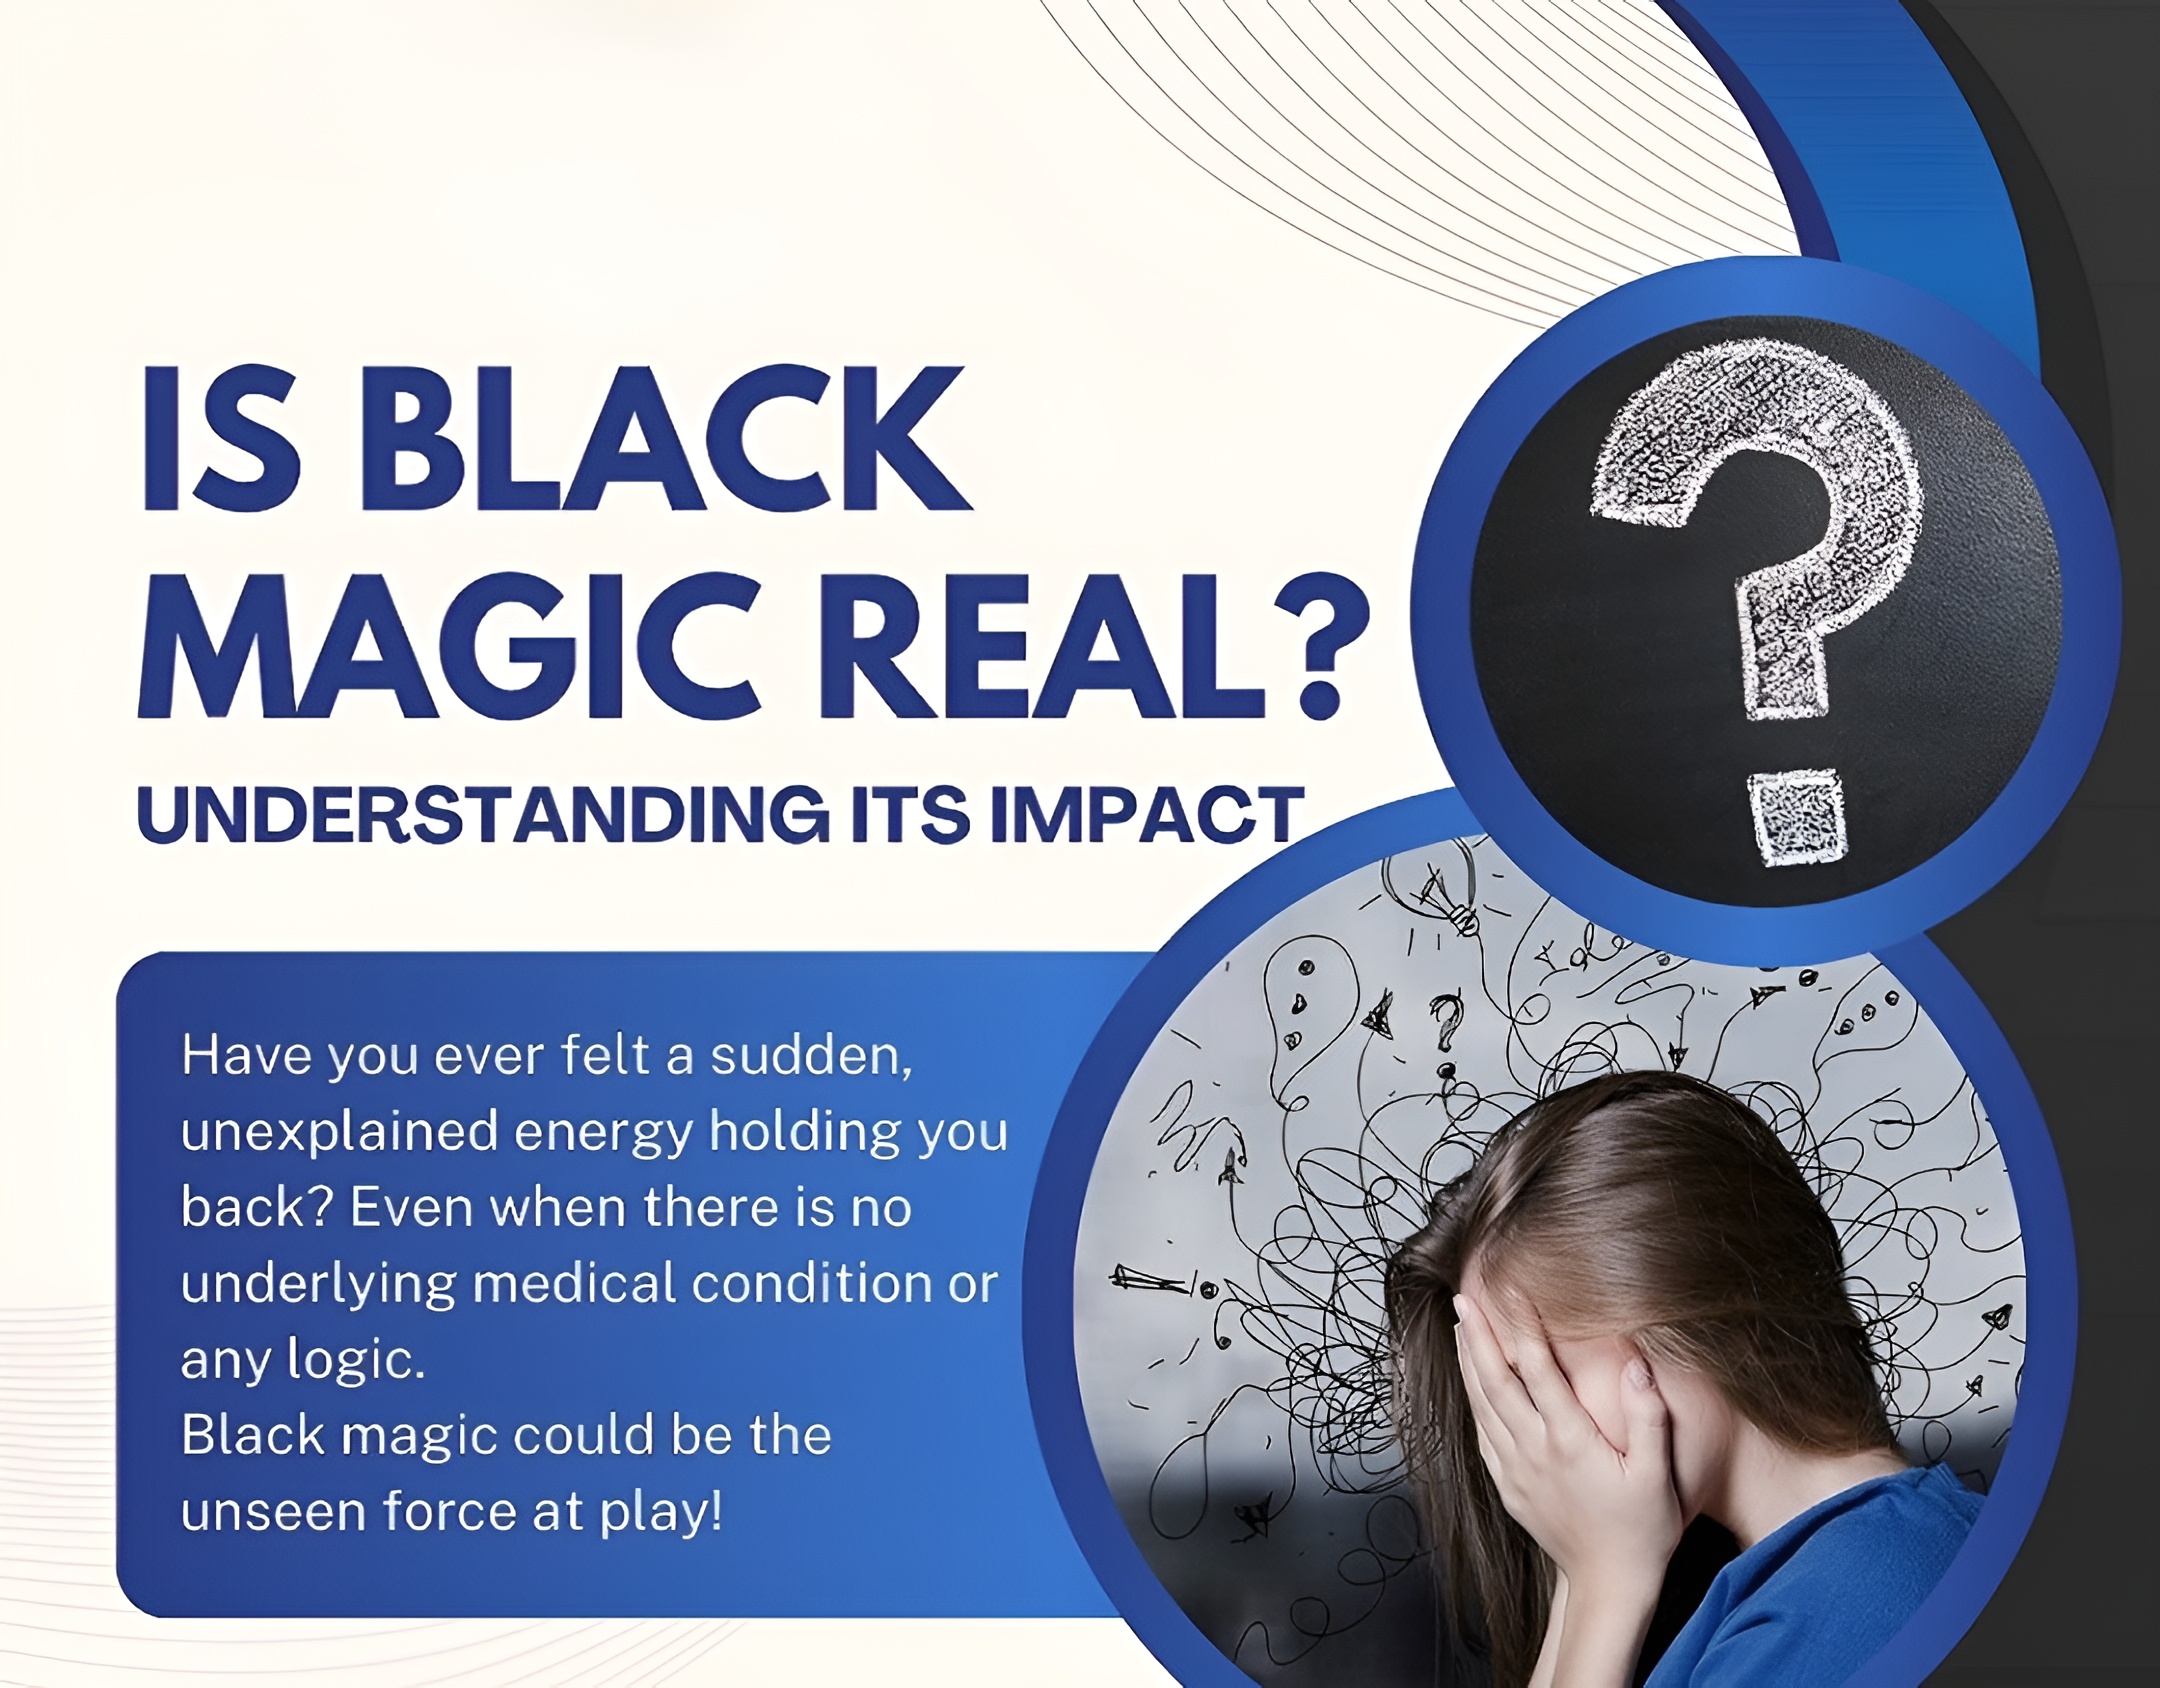 IS BLACK
MAGIC REAL?
UNDERSTANDING ITS IMPACT
Have you ever felt a sudden,
unexplained energy holding you
back? Even when there is no
underlying medical condition or
any logic.
Black magic could be the
unseen force at play!